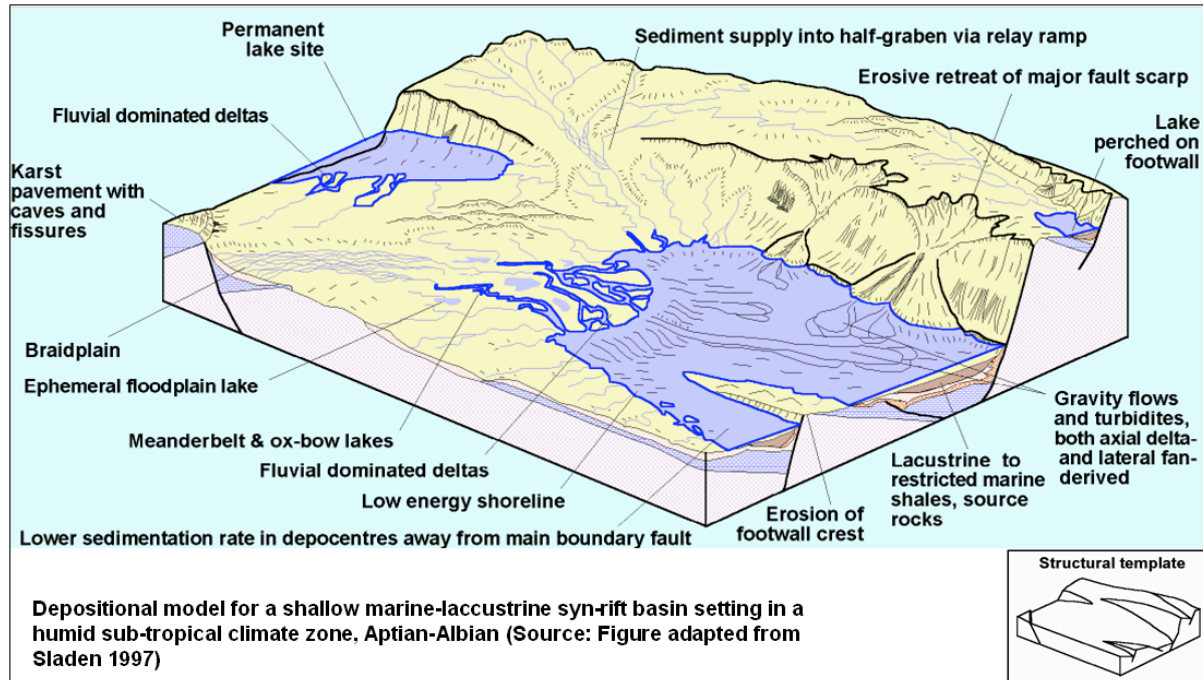 Permanent
lake site
Sediment supply into half-graben via relay ramp
Erosive retreat of major fault scarp
Fluvial dominated deltas
Lake
perched on
footwall
Karst
pavement with
caves and
fissures
Braidplain
Ephemeral floodplain lake
Meanderbelt & ox-bow lakes
Fluvial dominated deltas
Low energy shoreline
Lower sedimentation rate in depocentres away from main boundary fault
Erosion of
footwall crest
Lacustrine to
restricted marine
shales, source
rocks
Gravity flows
and turbidites,
both axial delta-
and lateral fan-
derived
Structural template
Depositional model for a shallow marine-laccustrine syn-rift basin setting in a
humid sub-tropical climate zone, Aptian-Albian (Source: Figure adapted from
Sladen 1997)